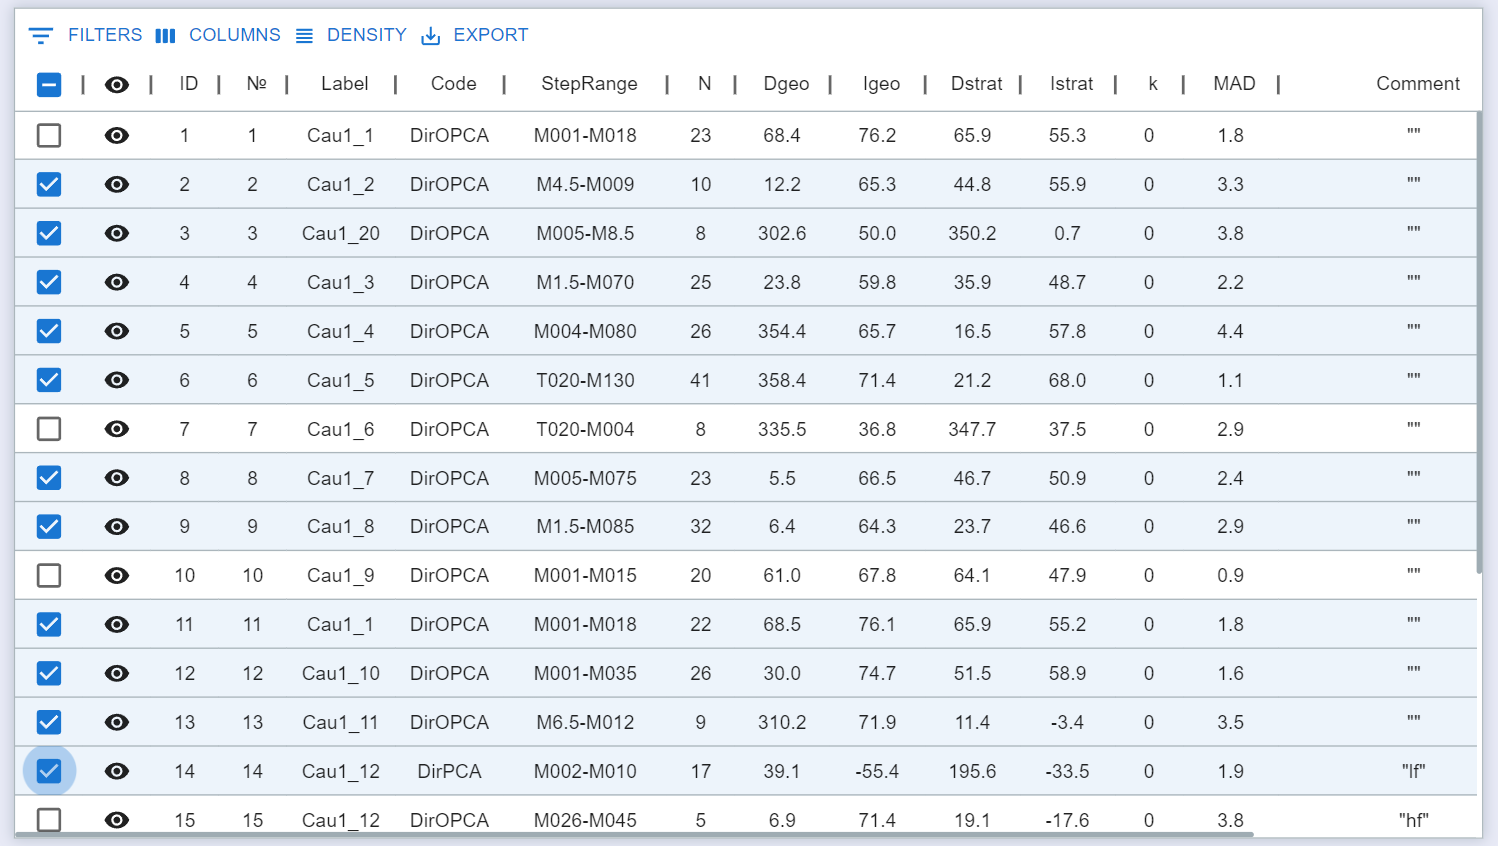 FILTERS COLUMNS DENSITY EXPORT
ID № Label Code StepRange N Dgeo Igeo Dstrat Istrat k MAD Comment
1 1 Cau1_1 DirOPCA M001-M018 23 68.4 76.2 65.9 55.3 0 1.8 ""
2 2 Cau1_2 DirOPCA M4.5-M009 10 12.2 65.3 44.8 55.9 0 3.3 ""
3 3 Cau1_20 DirOPCA M005-M8.5 8 302.6 50.0 350.2 0.7 0 3.8 ""
4 4 Cau1_3 DirOPCA M1.5-M070 25 23.8 59.8 35.9 48.7 0 2.2 ""
5 5 Cau1_4 DirOPCA M004-M080 26 354.4 65.7 16.5 57.8 0 4.4 ""
6 6 Cau1_5 DirOPCA T020-M130 41 358.4 71.4 21.2 68.0 0 1.1 ""
7 7 Cau1_6 DirOPCA T020-M004 8 335.5 36.8 347.7 37.5 0 2.9 ""
8 8 Cau1_7 DirOPCA M005-M075 23 5.5 66.5 46.7 50.9 0 2.4 ""
9 9 Cau1_8 DirOPCA M1.5-M085 32 6.4 64.3 23.7 46.6 0 2.9 ""
10 10 Cau1_9 DirOPCA M001-M015 20 61.0 67.8 64.1 47.9 0 0.9 ""
11 11 Cau1_1 DirOPCA M001-M018 22 68.5 76.1 65.9 55.2 0 1.8 ""
12 12 Cau1_10 DirOPCA M001-M035 26 30.0 74.7 51.5 58.9 0 1.6 ""
13 13 Cau1_11 DirOPCA M6.5-M012 9 310.2 71.9 11.4 -3.4 0 3.5 ""
14 14 Cau1_12 DirPCA M002-M010 17 39.1 -55.4 195.6 -33.5 0 1.9 "lf"
15 15 Cau1_12 DirOPCA M026-M045 5 6.9 71.4 19.1 -17.6 0 3.8 "hf"